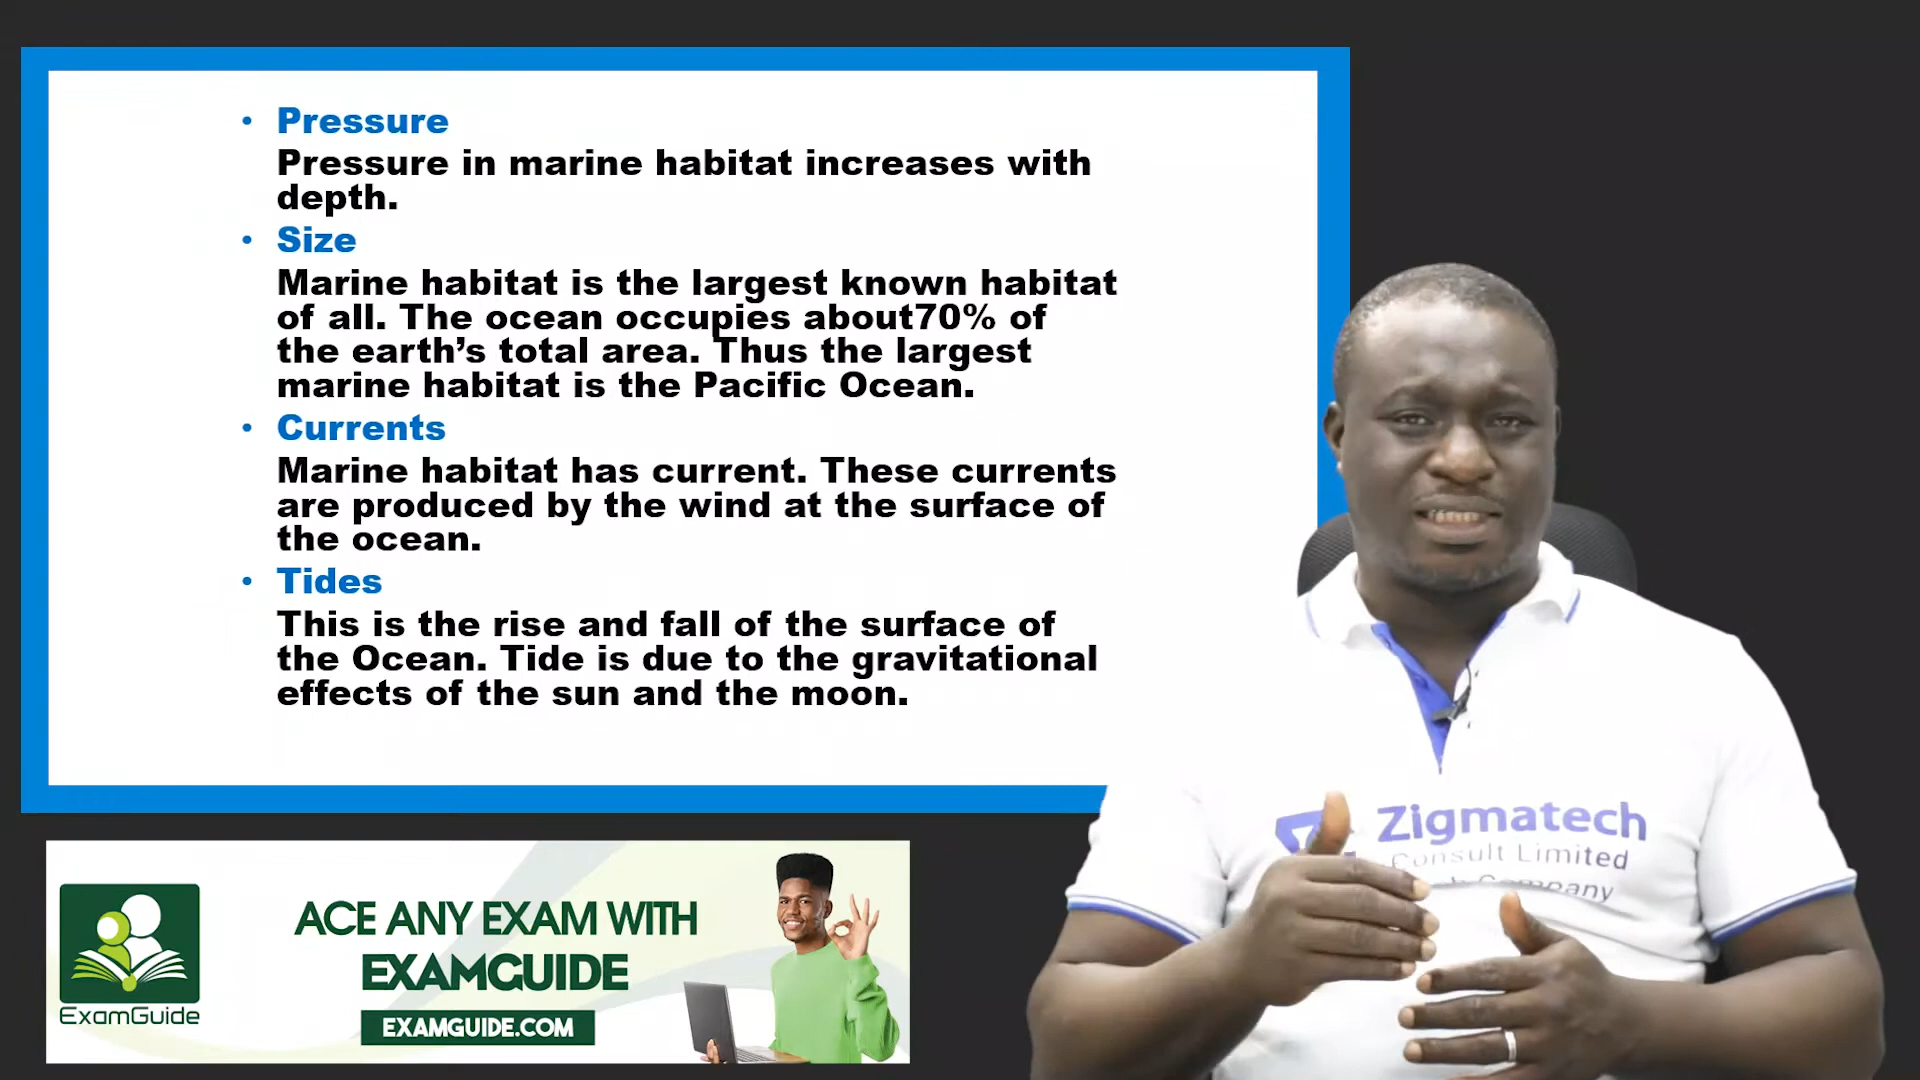 • Pressure
Pressure in marine habitat increases with
depth.
• Size
Marine habitat is the largest known habitat
of all. The ocean occupies about70% of
the earth’s total area. Thus the largest
marine habitat is the Pacific Ocean.
• Currents
Marine habitat has current. These currents
are produced by the wind at the surface of
the ocean.
• Tides
This is the rise and fall of the surface of
the Ocean. Tide is due to the gravitational
effects of the sun and the moon.
Zigmatech
Consult Limited
Company
ExamGuide
ACE ANY EXAM WITH
EXAMGUIDE
EXAMGUIDE.COM